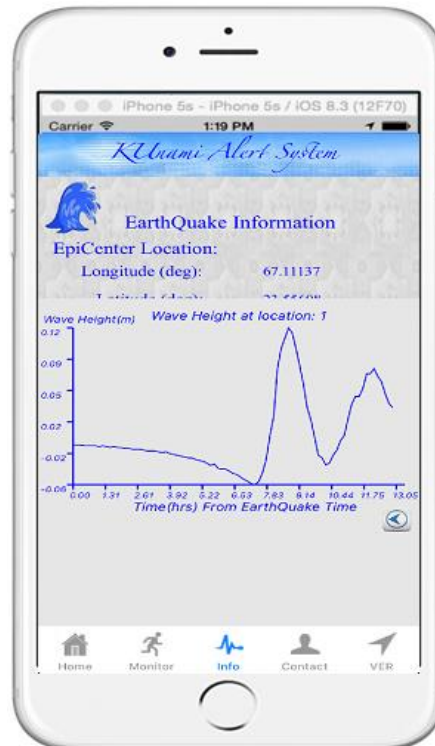 iPhone 5s - iPhone 5s / iOS 8.3 (12F70)
Carrier 1:19 PM
KUnami Alert System
EarthQuake Information
EpiCenter Location:
Longitude (deg): 67.11137
Wave Height(m) Wave Height at location: 1
0.12
0.09
0.05
0.02
-0.02
-0.06
0.00 1.31 2.61 3.92 5.22 6.53 7.83 9.14 10.44 11.75 13.05
Time(hrs) From EarthQuake Time
Home Monitor Info Contact VER